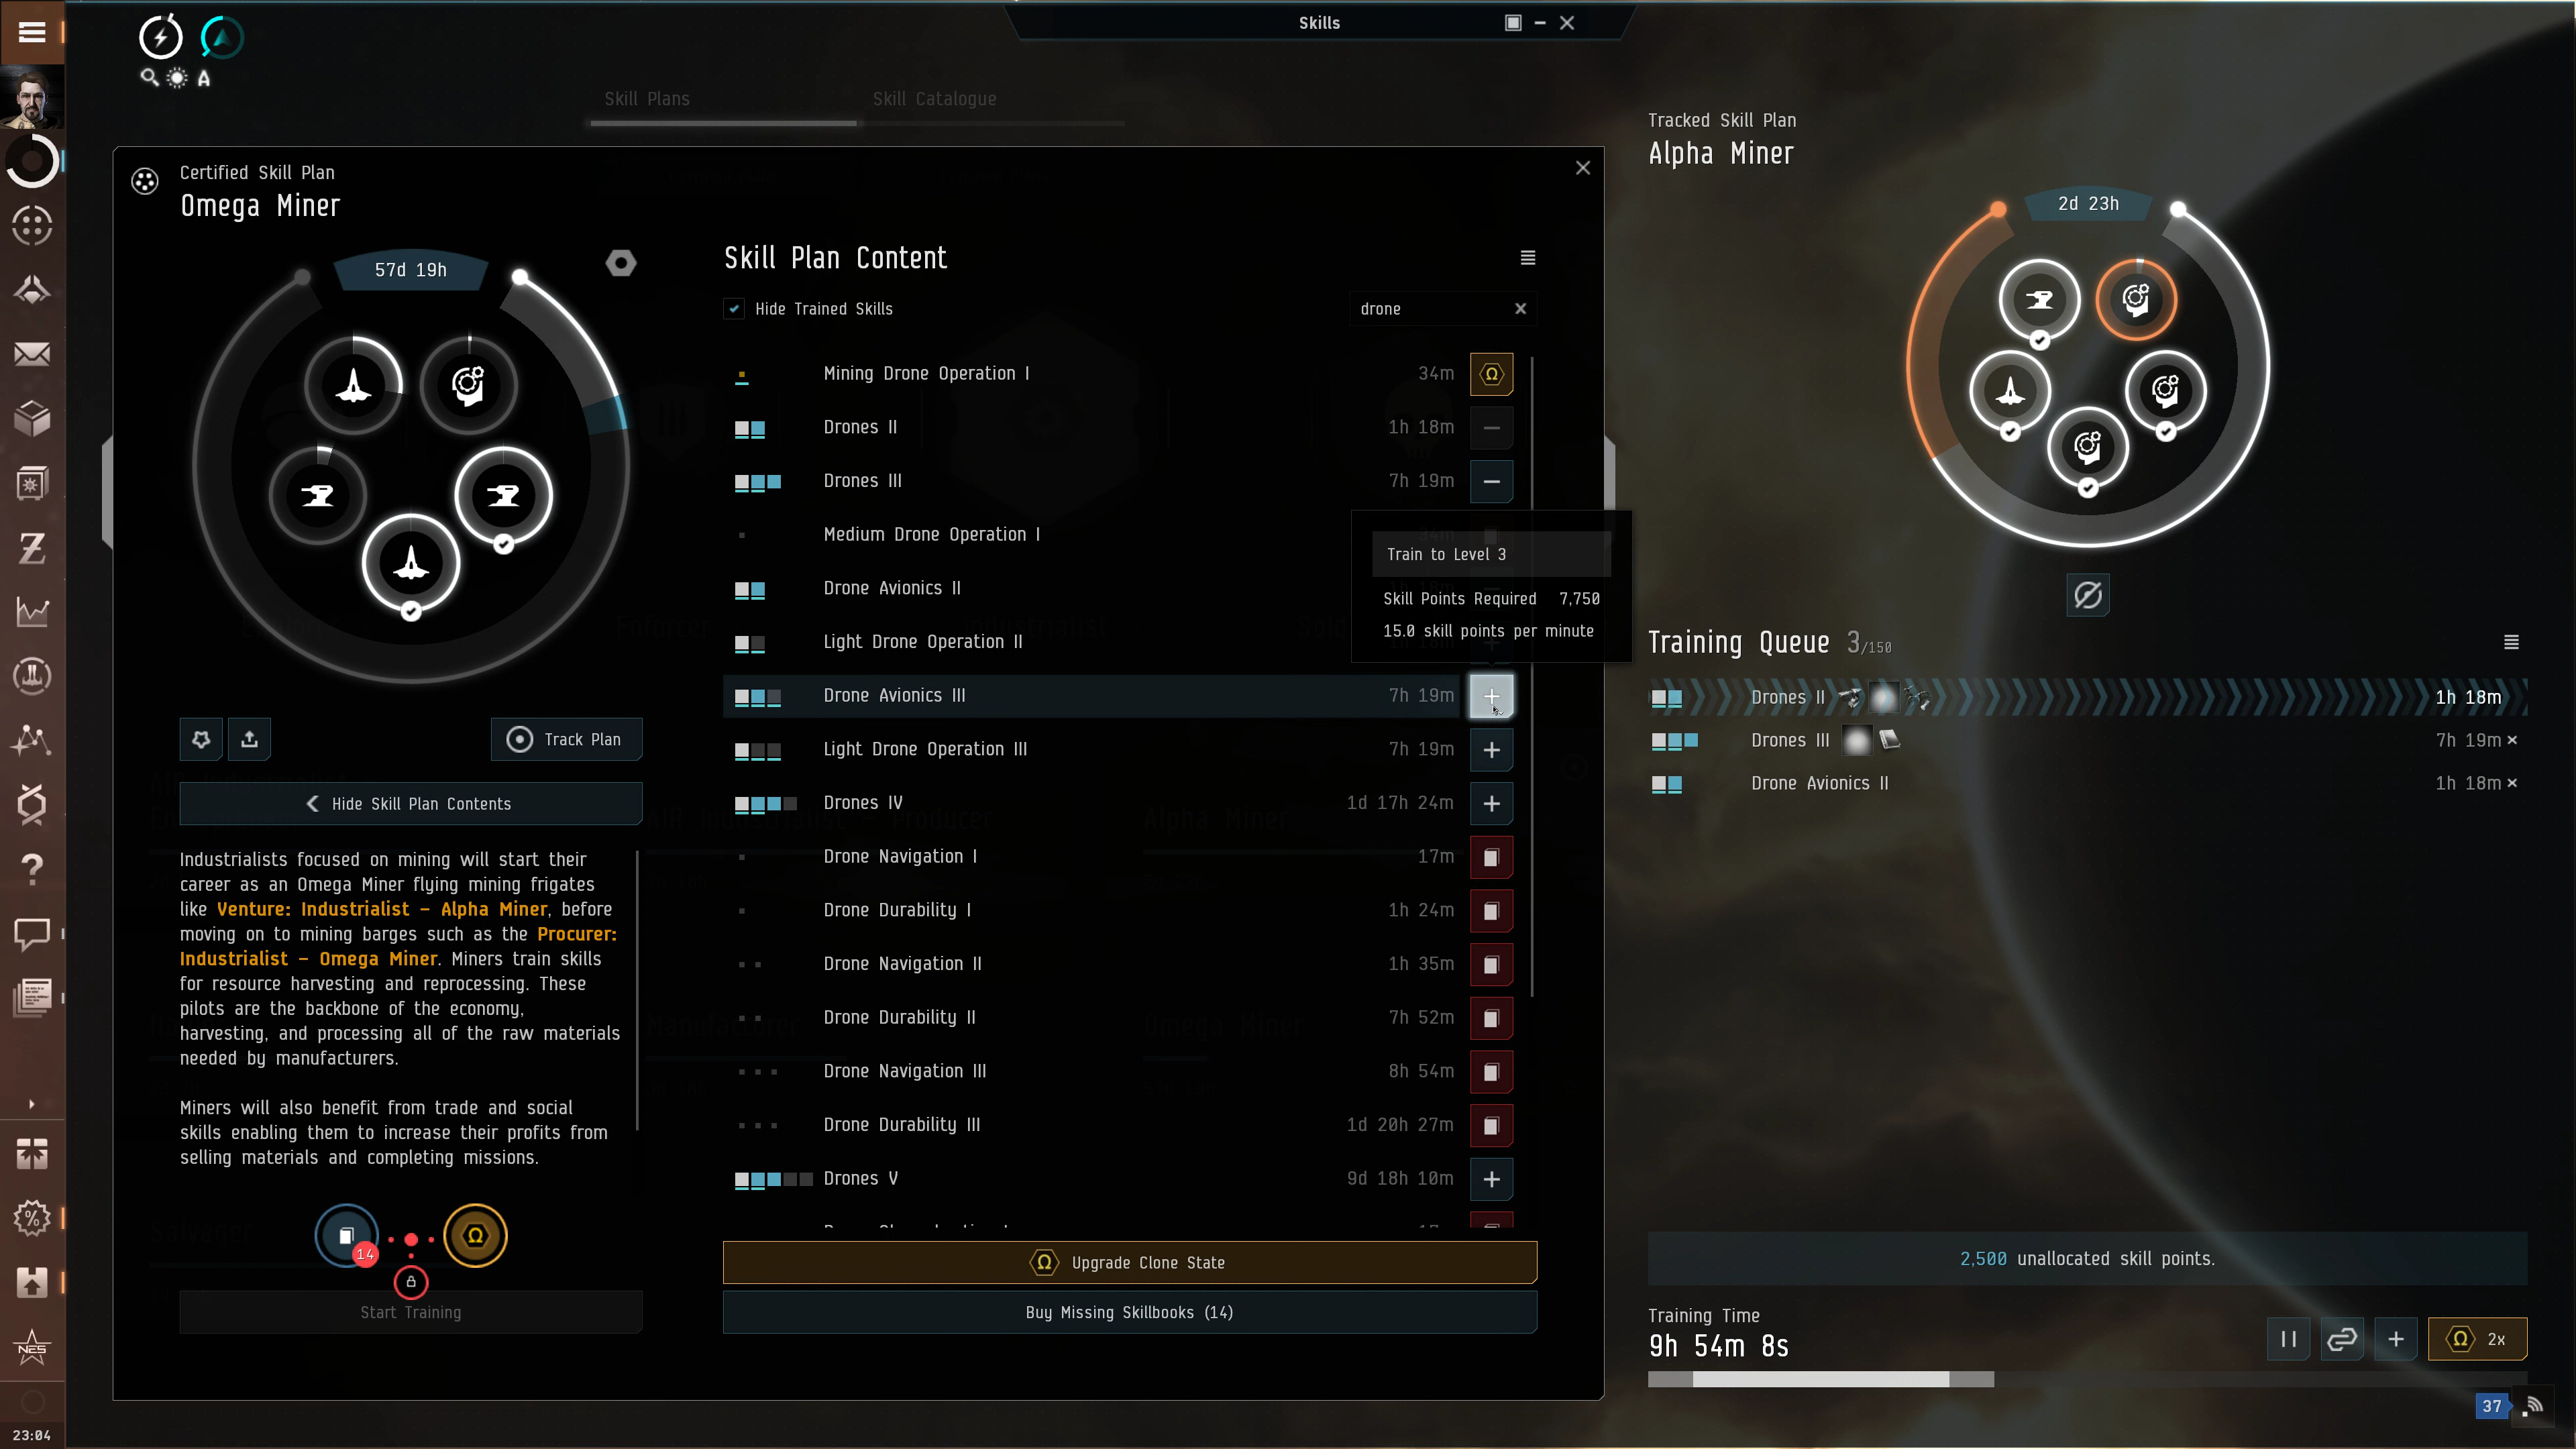 Skills
Skill Plans
Skill Catalogue
Certified Skill Plan
Omega Miner
57d 19h
Track Plan
Hide Skill Plan Contents
Industrialists focused on mining will start their
career as an Omega Miner flying mining frigates
like Venture: Industrialist - Alpha Miner, before
moving on to mining barges such as the Procurer:
Industrialist - Omega Miner. Miners train skills
for resource harvesting and reprocessing. These
pilots are the backbone of the economy,
harvesting, and processing all of the raw materials
needed by manufacturers.
Miners will also benefit from trade and social
skills enabling them to increase their profits from
selling materials and completing missions.
14
Ω
Start Training
Skill Plan Content
Hide Trained Skills
drone
Mining Drone Operation I 34m Ω
Drones II 1h 18m
Drones III 7h 19m
Medium Drone Operation I
Drone Avionics II
Light Drone Operation II
Drone Avionics III 7h 19m
Light Drone Operation III 7h 19m
Drones IV 1d 17h 24m
Drone Navigation I 17m
Drone Durability I 1h 24m
Drone Navigation II 1h 35m
Drone Durability II 7h 52m
Drone Navigation III 8h 54m
Drone Durability III 1d 20h 27m
Drones V 9d 18h 10m
Ω Upgrade Clone State
Buy Missing Skillbooks (14)
Train to Level 3
Skill Points Required 7,750
15.0 skill points per minute
Tracked Skill Plan
Alpha Miner
2d 23h
Training Queue 3/150
Drones II 1h 18m
Drones III 7h 19m
Drone Avionics II 1h 18m
2,500 unallocated skill points.
Training Time
9h 54m 8s
Ω 2x
37
NES
23:04